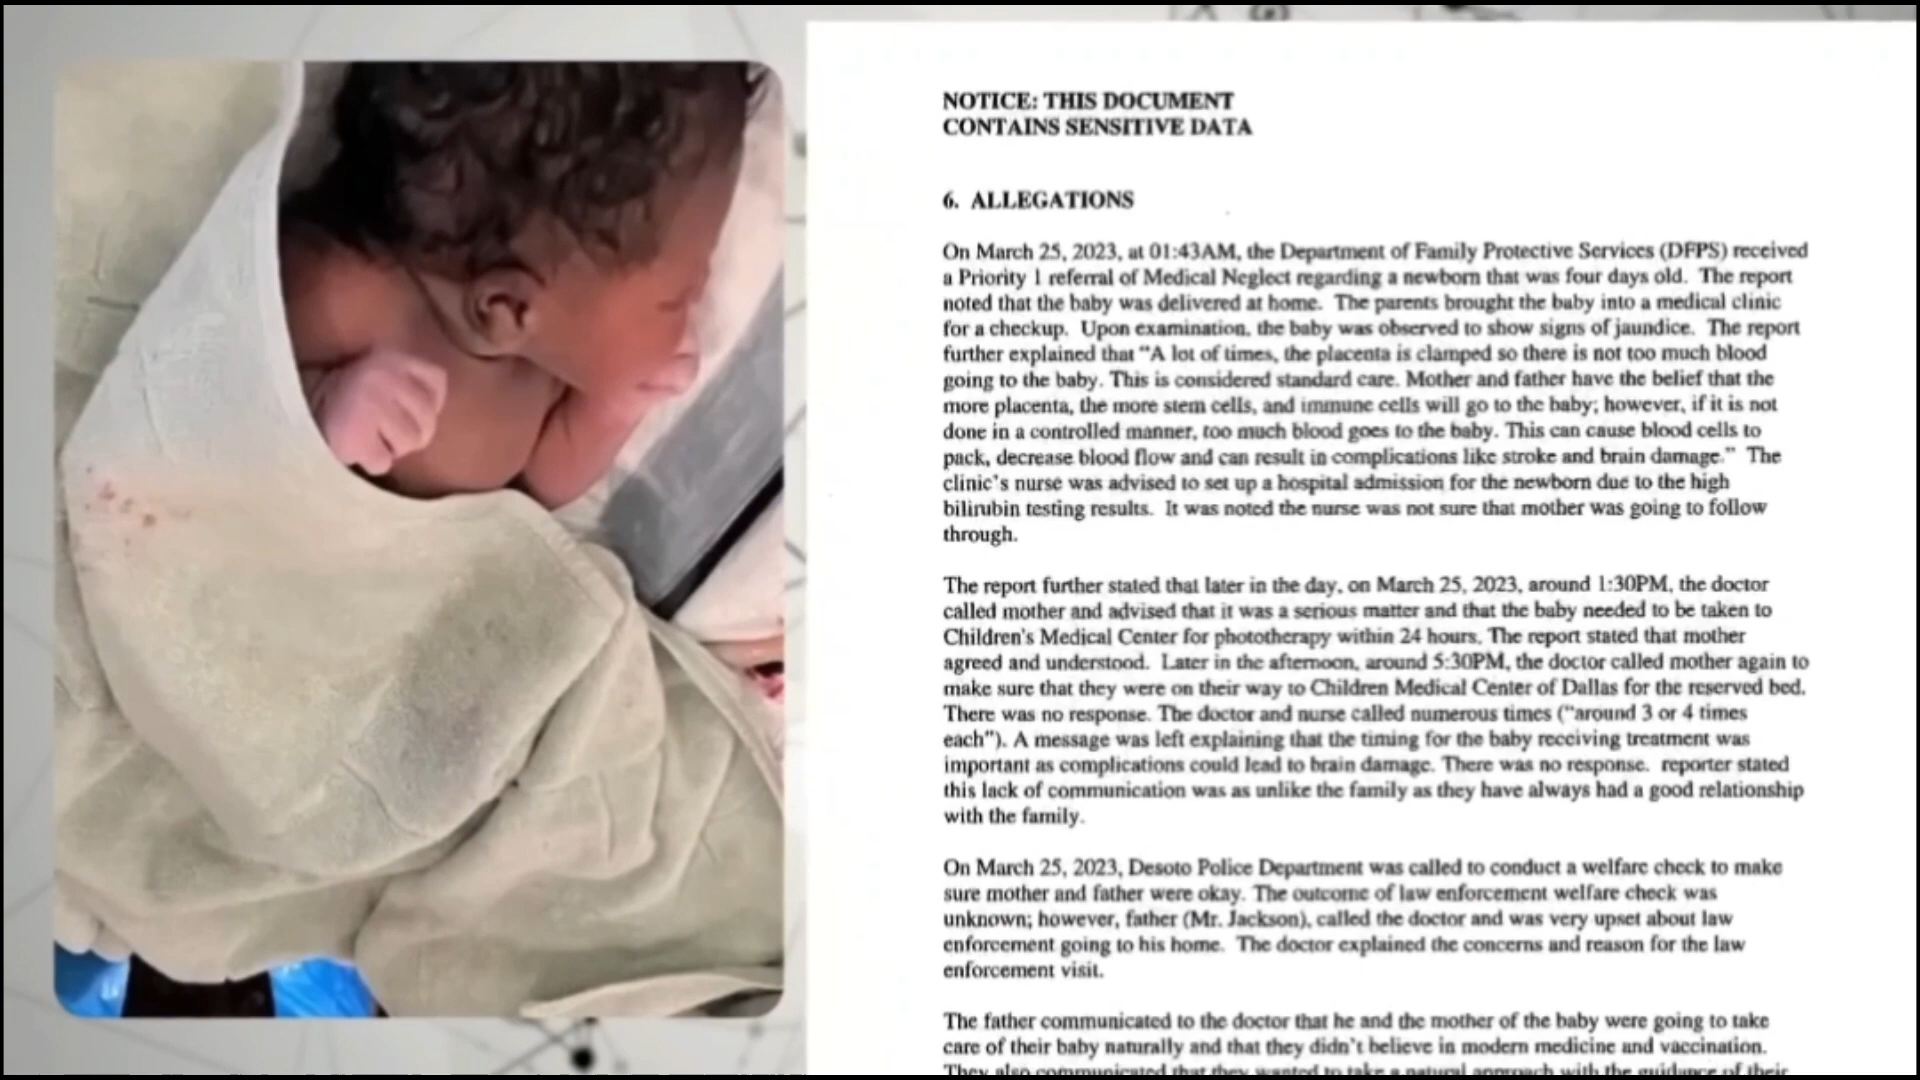 NOTICE: THIS DOCUMENT
CONTAINS SENSITIVE DATA
6. ALLEGATIONS
On March 25, 2023, at 01:43AM, the Department of Family Protective Services (DFPS) received
a Priority 1 referral of Medical Neglect regarding a newborn that was four days old. The report
noted that the baby was delivered at home. The parents brought the baby into a medical clinic
for a checkup. Upon examination, the baby was observed to show signs of jaundice. The report
further explained that "A lot of times, the placenta is clamped so there is not too much blood
going to the baby. This is considered standard care. Mother and father have the belief that the
more placenta, the more stem cells, and immune cells will go to the baby; however, if it is not
done in a controlled manner, too much blood goes to the baby. This can cause blood cells to
pack, decrease blood flow and can result in complications like stroke and brain damage." The
clinic's nurse was advised to set up a hospital admission for the newborn due to the high
bilirubin testing results. It was noted the nurse was not sure that mother was going to follow
through.
The report further stated that later in the day, on March 25, 2023, around 1:30PM, the doctor
called mother and advised that it was a serious matter and that the baby needed to be taken to
Children's Medical Center for phototherapy within 24 hours. The report stated that mother
agreed and understood. Later in the afternoon, around 5:30PM, the doctor called mother again to
make sure that they were on their way to Children Medical Center of Dallas for the reserved bed.
There was no response. The doctor and nurse called numerous times ("around 3 or 4 times
each"). A message was left explaining that the timing for the baby receiving treatment was
important as complications could lead to brain damage. There was no response. reporter stated
this lack of communication was as unlike the family as they have always had a good relationship
with the family.
On March 25, 2023, Desoto Police Department was called to conduct a welfare check to make
sure mother and father were okay. The outcome of law enforcement welfare check was
unknown; however, father (Mr. Jackson), called the doctor and was very upset about law
enforcement going to his home. The doctor explained the concerns and reason for the law
enforcement visit.
The father communicated to the doctor that he and the mother of the baby were going to take
care of their baby naturally and that they didn't believe in modern medicine and vaccination.
They also communicated that they wanted to take a natural approach with the guidance of their